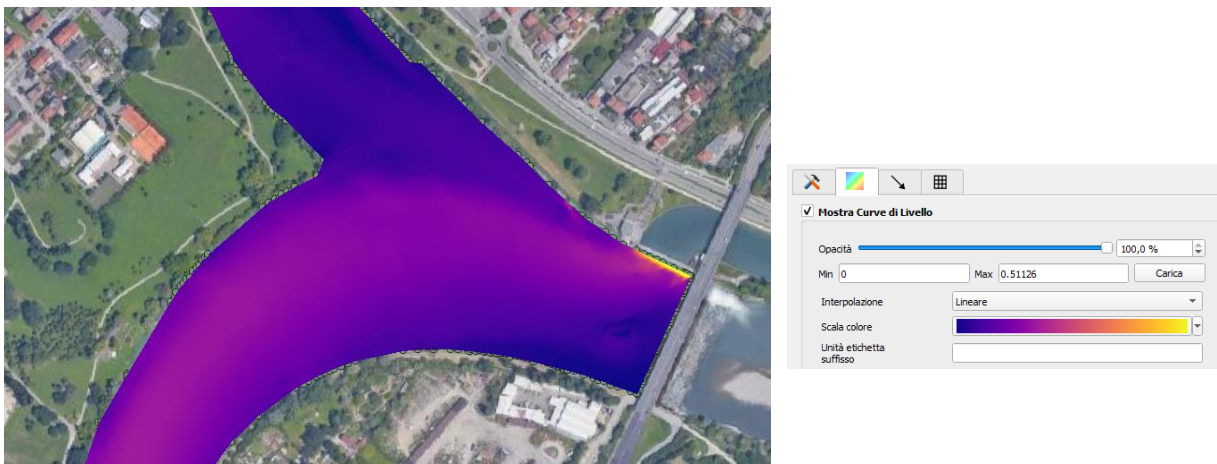 Mostra Curve di Livello
Opacità 100,0 %
Min 0 Max 0.51126 Carica
Interpolazione Lineare
Scala colore
Unità etichetta
suffisso